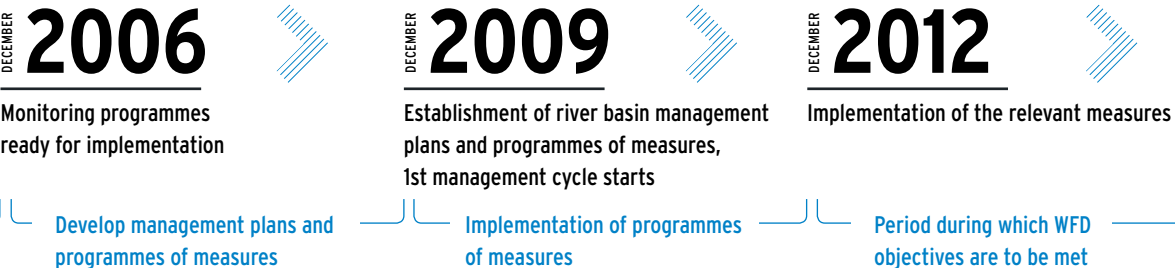 DECEMBER
2006
Monitoring programmes
ready for implementation
DECEMBER
2009
Establishment of river basin management
plans and programmes of measures,
1st management cycle starts
DECEMBER
2012
Implementation of the relevant measures
Develop management plans and
programmes of measures
Implementation of programmes
of measures
Period during which WFD
objectives are to be met